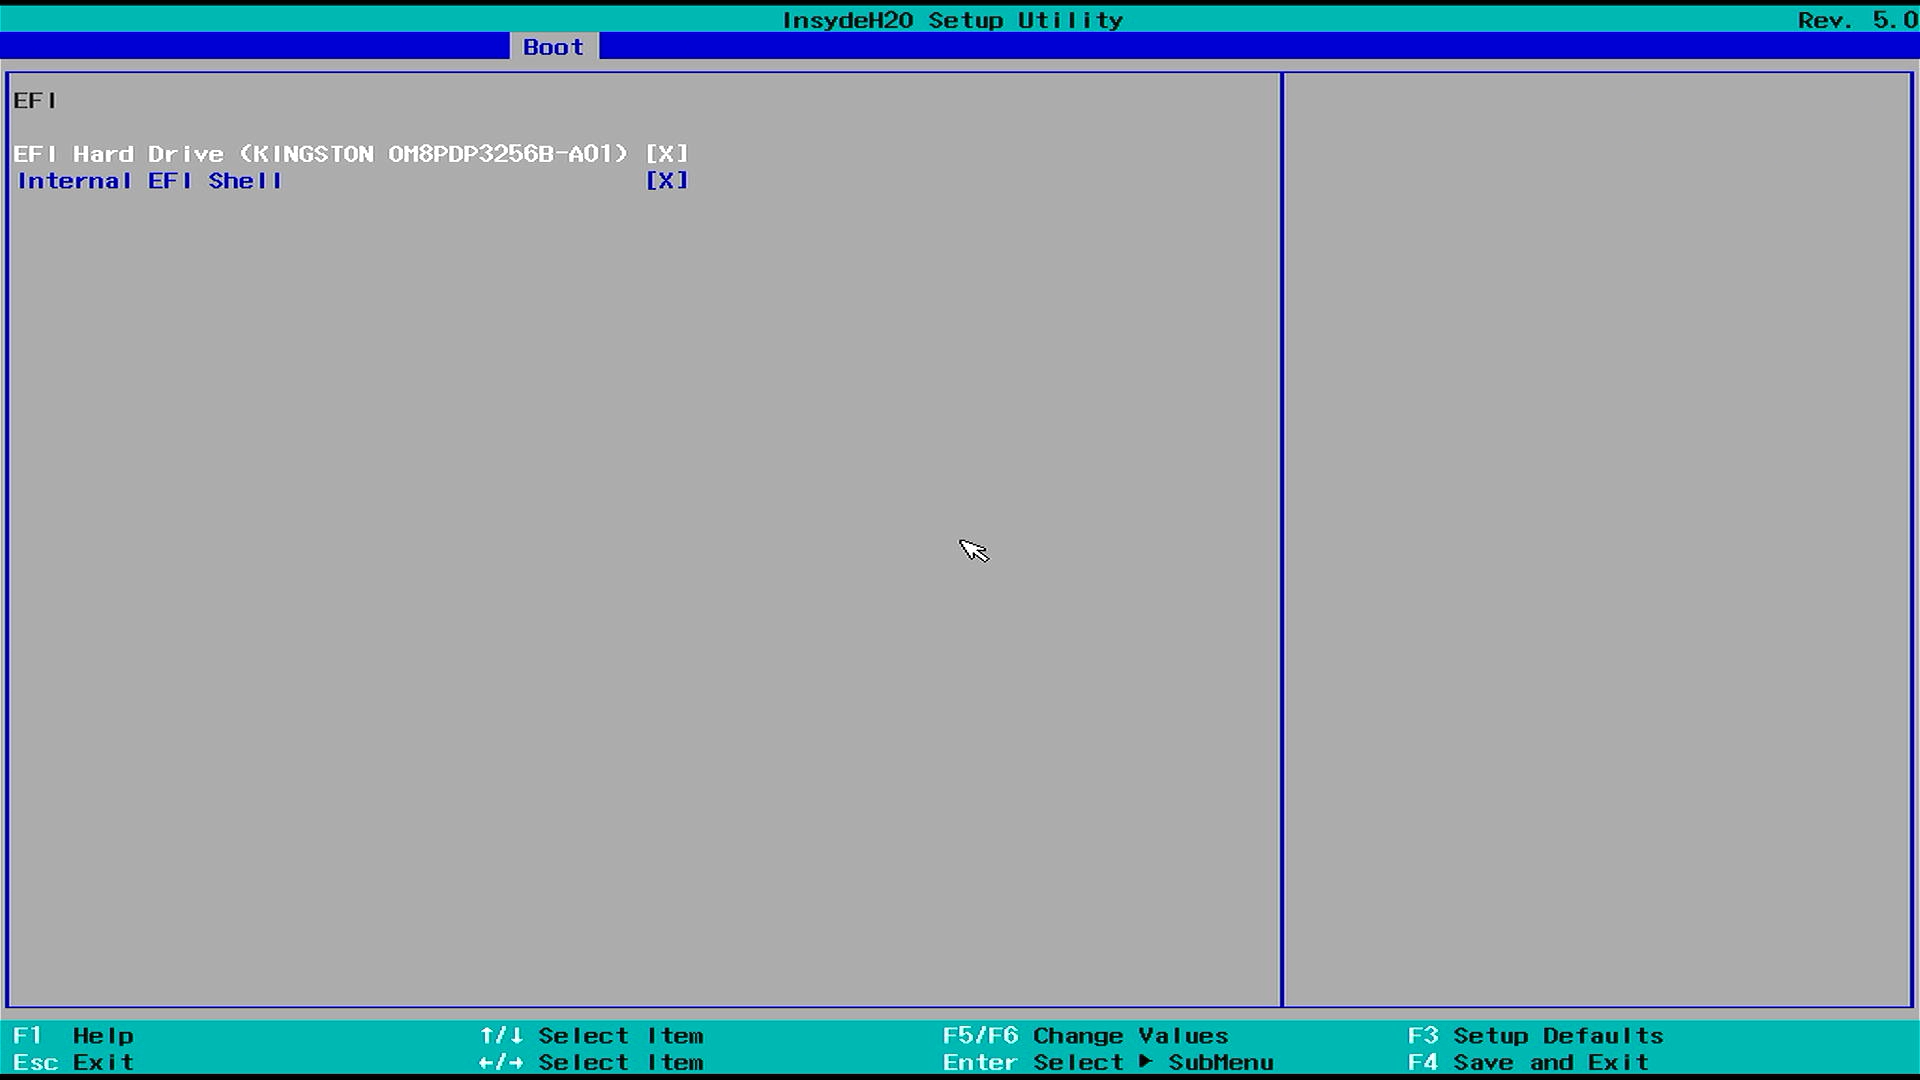 InsydeH20 Setup Utility Rev. 5.0
Boot
EFI
EFI Hard Drive (KINGSTON OM8PDP3256B-A01) [X]
Internal EFI Shell [X]
F1 Help ↑/↓ Select Item F5/F6 Change Values F3 Setup Defaults
Esc Exit ←/→ Select Item Enter Select ▶ SubMenu F4 Save and Exit